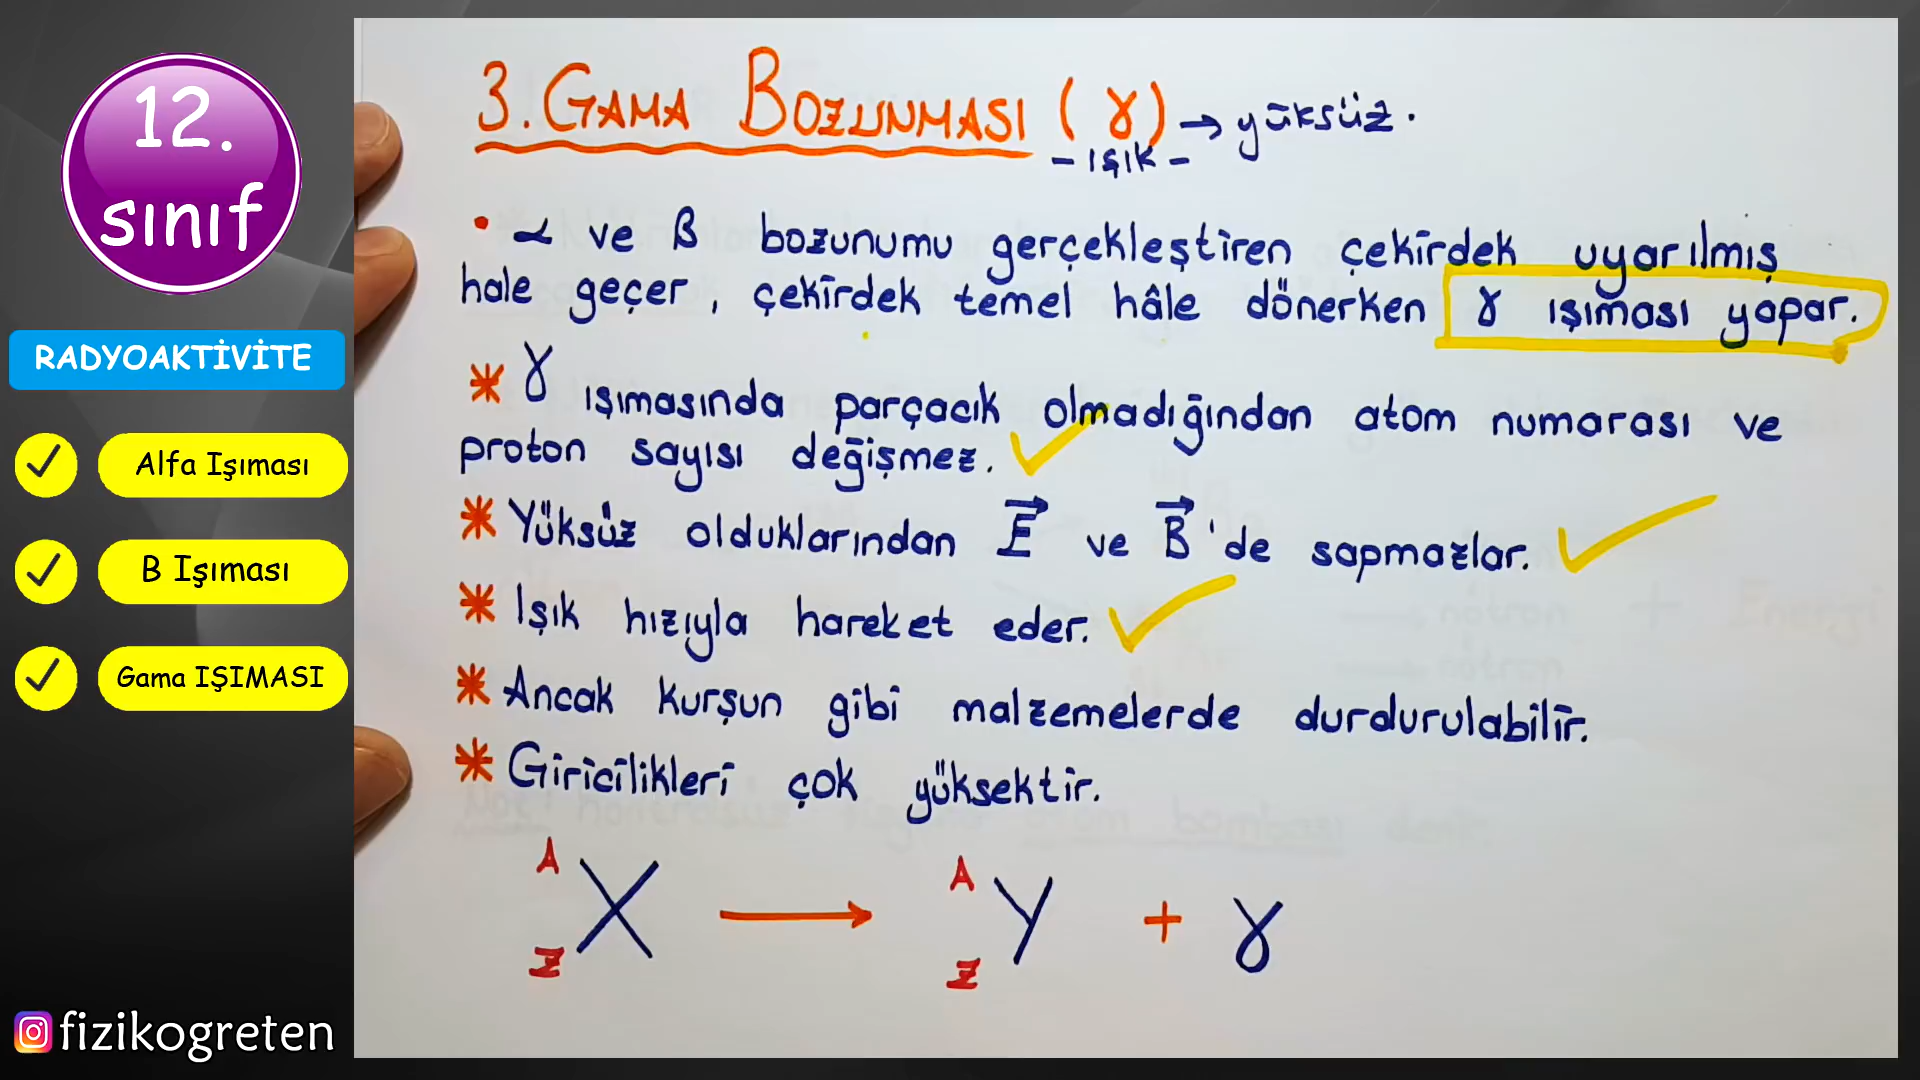 12.
sınıf
RADYOAKTİVİTE
Alfa Işıması
B Işıması
Gama IŞIMASI
fizikogreten
3. GAMA BOZUNMASI (γ) → yüksüz.
- ışık -
• α ve β bozunumu gerçekleştiren çekirdek uyarılmış
hale geçer, çekirdek temel hâle dönerken γ ışıması yapar.
* γ ışımasında parçacık olmadığından atom numarası ve
proton sayısı değişmez.
* Yüksüz olduklarından E ve B'de sapmazlar.
* Işık hızıyla hareket eder.
* Ancak kurşun gibi malzemelerde durdurulabilir.
* Giricilikleri çok yüksektir.
A X Z → A Y Z + γ